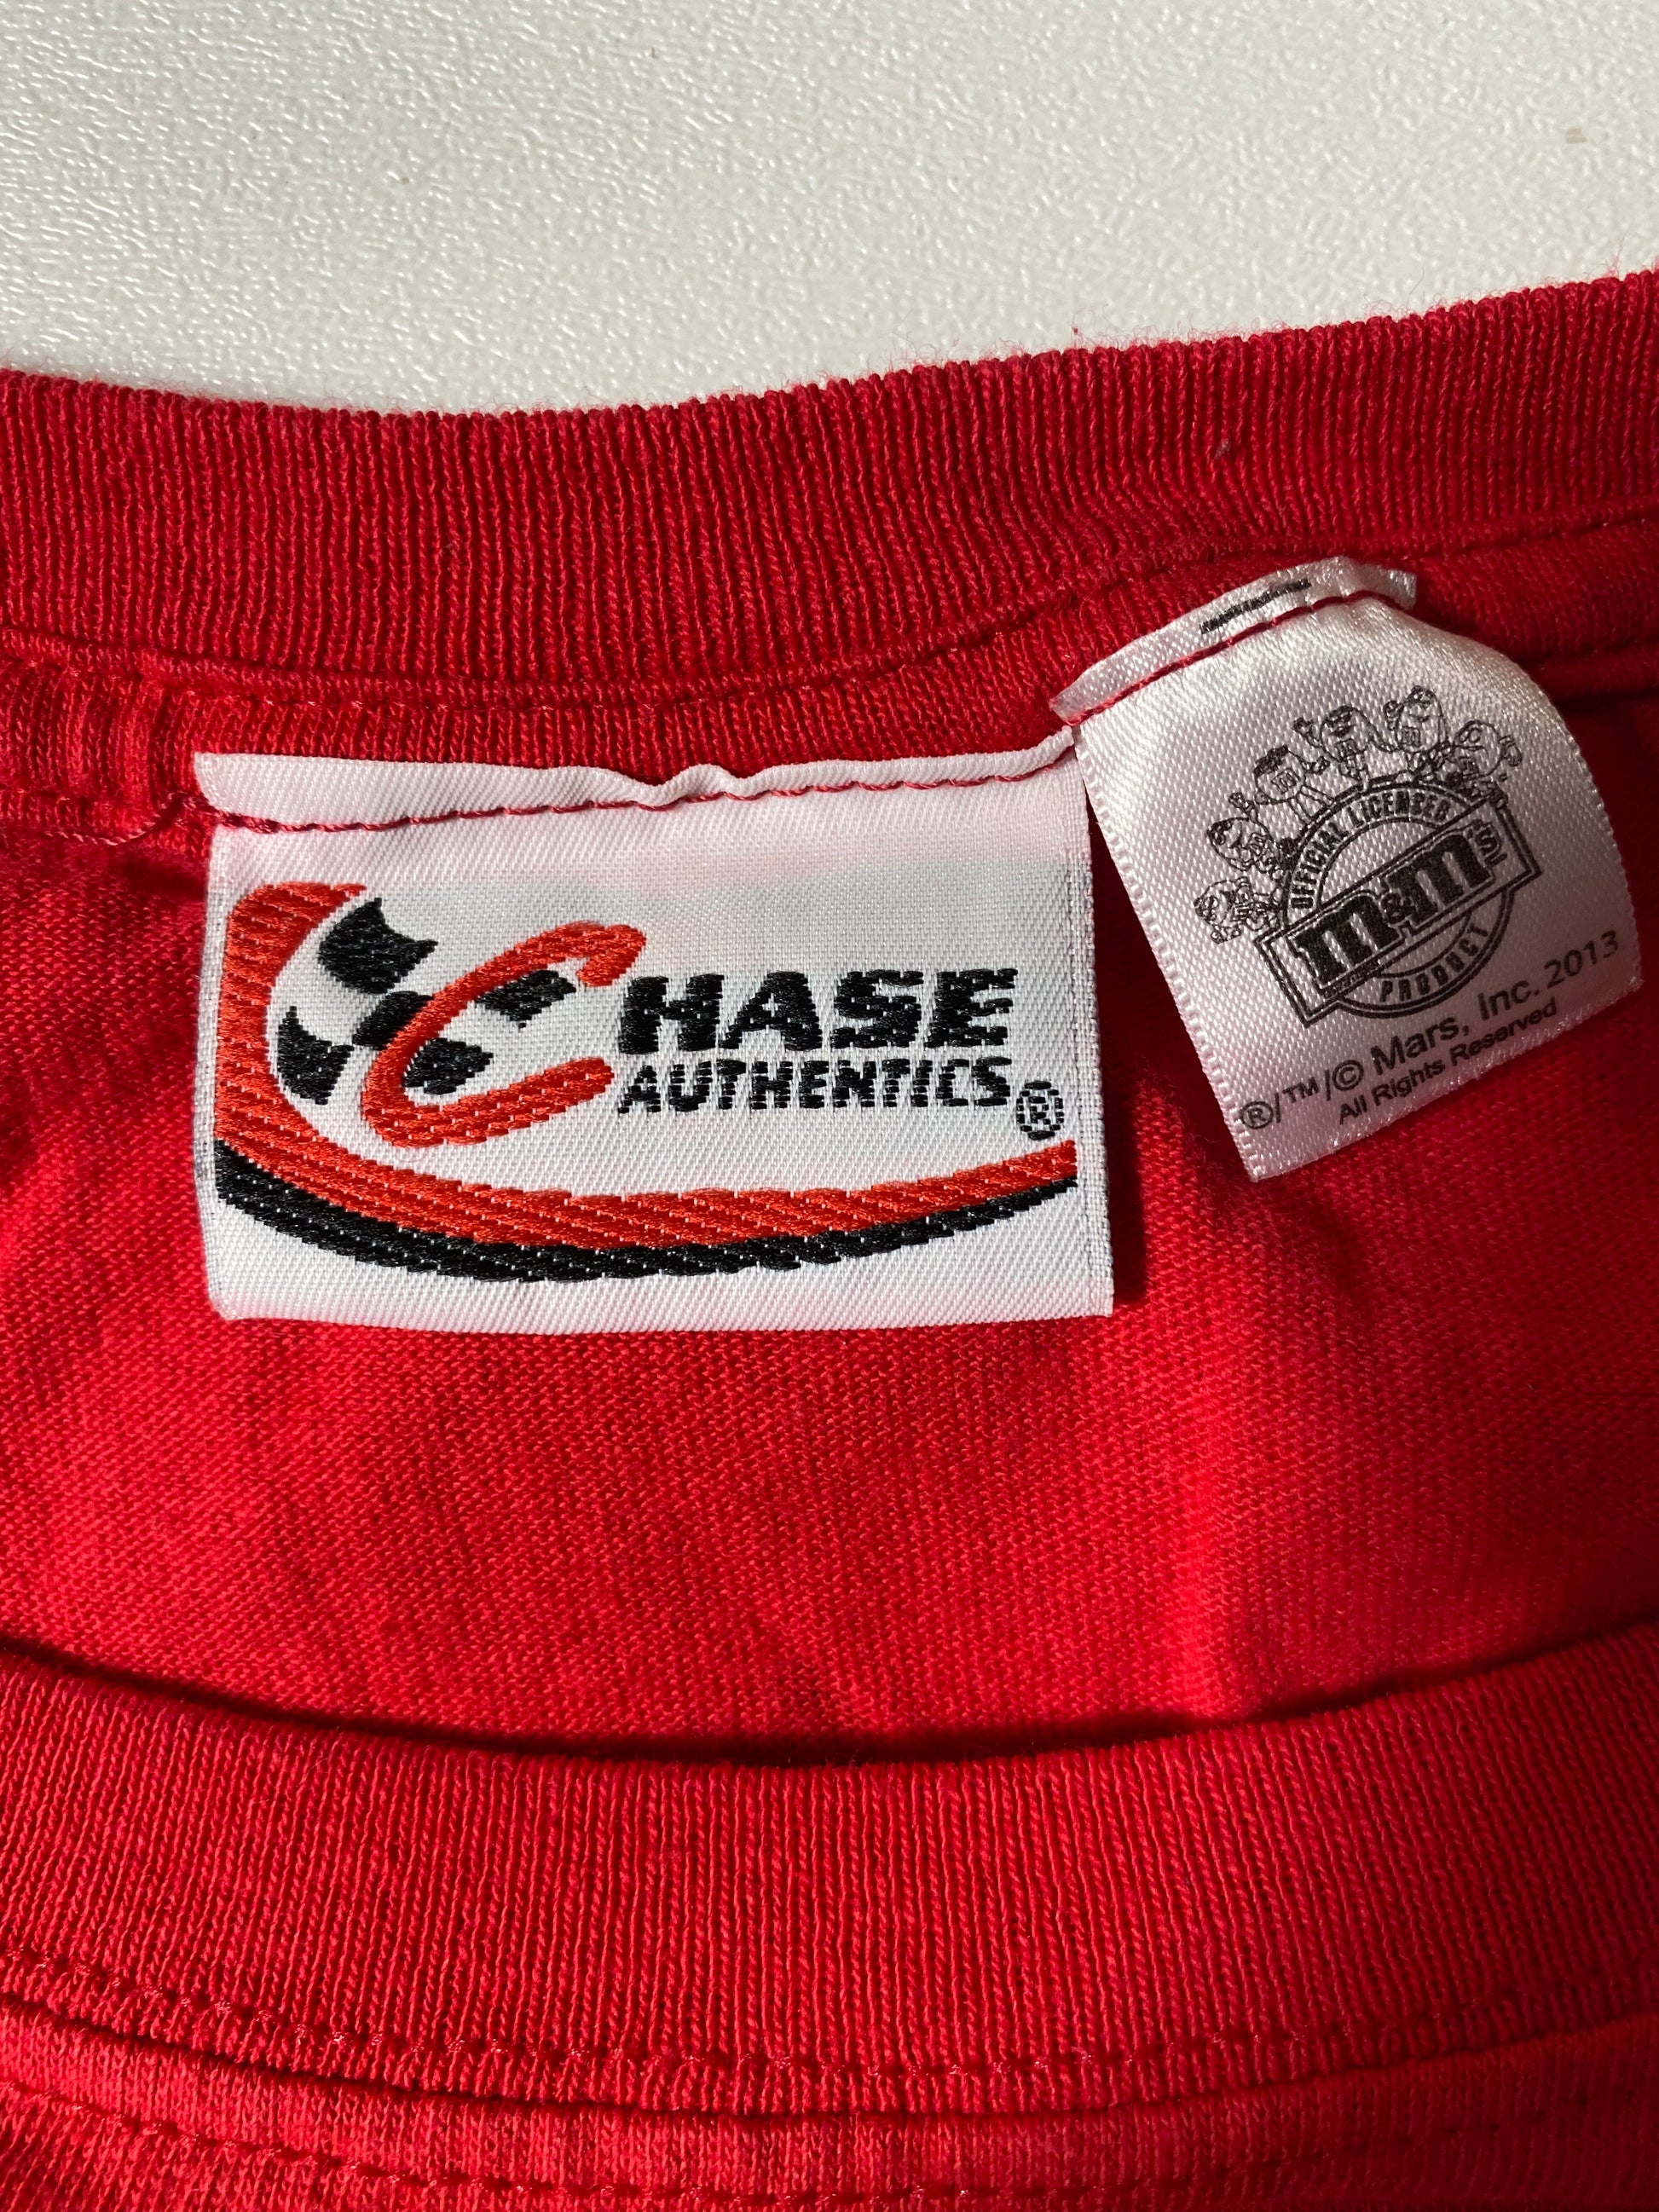 CHASE
AUTHENTICS®
OFFICIAL LICENSED
m&m's
PRODUCT
®/™/© Mars, Inc. 2013
All Rights Reserved